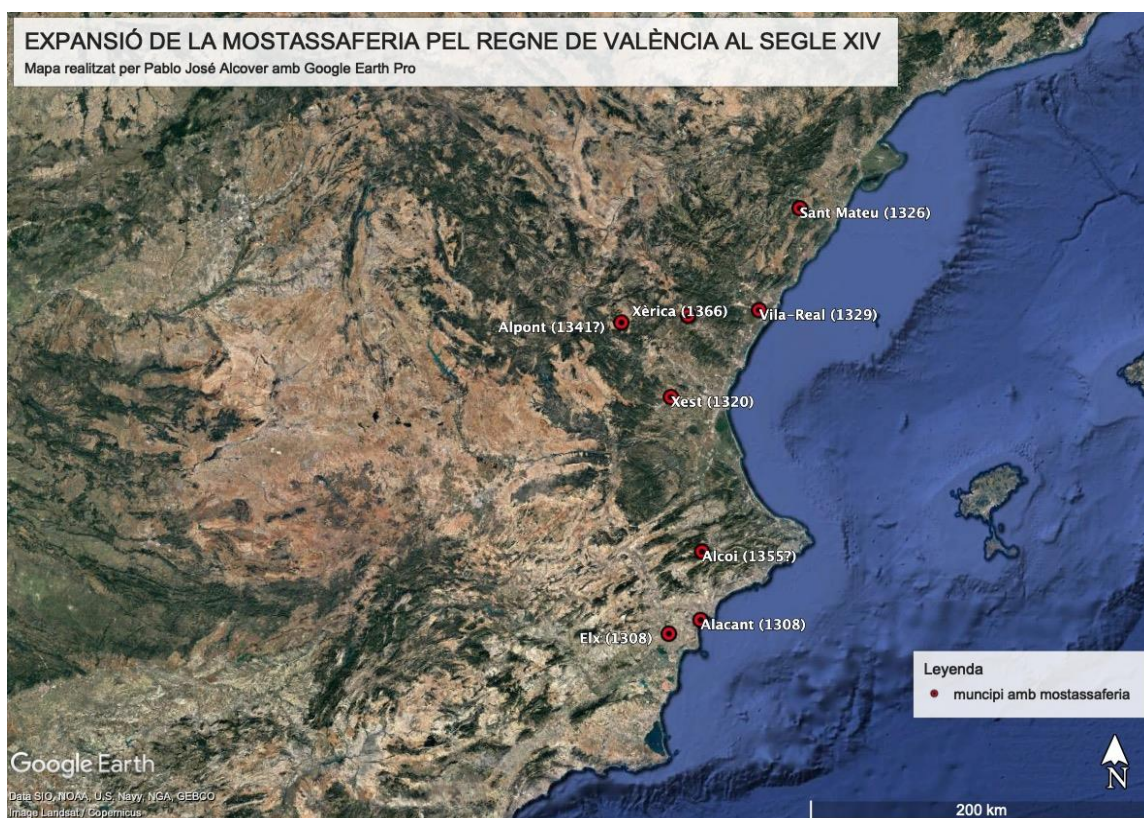 EXPANSIÓ DE LA MOSTASSAFERIA PEL REGNE DE VALÈNCIA AL SEGLE XIV
Mapa realitzat per Pablo José Alcover amb Google Earth Pro
Sant Mateu (1326)
Xèrica (1366)
Vila-Real (1329)
Alpont (1341?)
Xest (1320)
Alcoi (1355?)
Alacant (1308)
Elx (1308)
Leyenda
muncipi amb mostassaferia
Google Earth
N
Data SIO, NOAA, U.S. Navy, NGA, GEBCO
Image Landsat / Copernicus
200 km